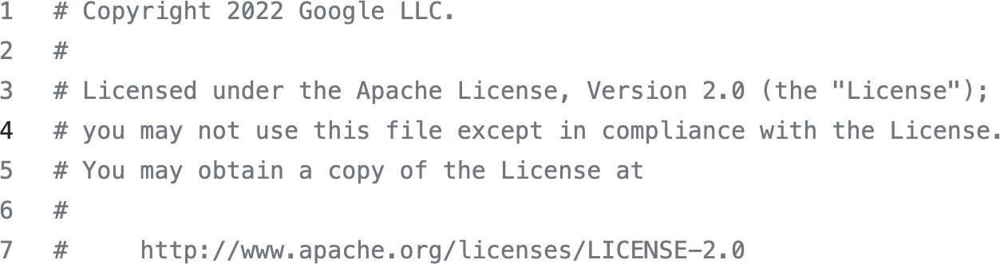 1 # Copyright 2022 Google LLC.
2 #
3 # Licensed under the Apache License, Version 2.0 (the "License");
4 # you may not use this file except in compliance with the License.
5 # You may obtain a copy of the License at
6 #
7 #     http://www.apache.org/licenses/LICENSE-2.0